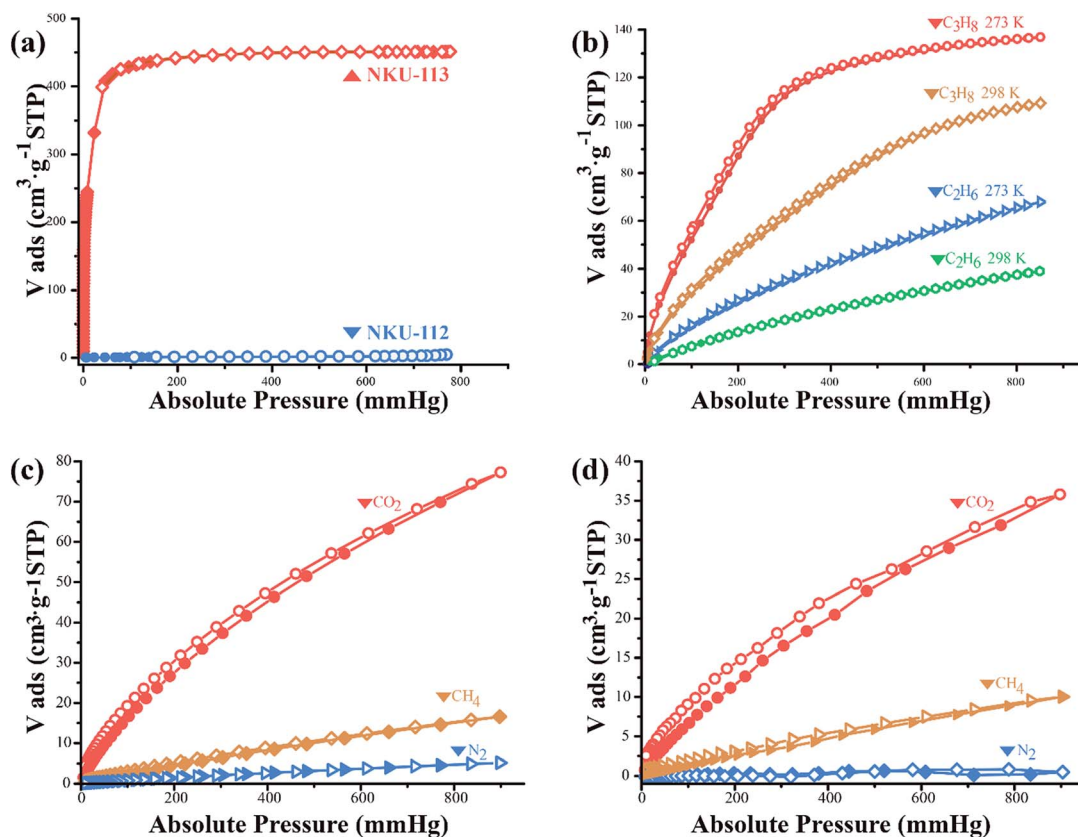 (a)
V ads (cm³·g⁻¹STP)
500
400
300
200
100
0
▲ NKU-113
▼ NKU-112
0 200 400 600 800
Absolute Pressure (mmHg)
(b)
V ads (cm³·g⁻¹STP)
140
120
100
80
60
40
20
0
▼C₃H₈ 273 K
▼C₃H₈ 298 K
▼C₂H₆ 273 K
▼C₂H₆ 298 K
0 200 400 600 800
Absolute Pressure (mmHg)
(c)
V ads (cm³·g⁻¹STP)
80
70
60
50
40
30
20
10
0
▼CO₂
▼CH₄
▼N₂
0 200 400 600 800
Absolute Pressure (mmHg)
(d)
V ads (cm³·g⁻¹STP)
40
35
30
25
20
15
10
5
0
▼CO₂
▼CH₄
▼N₂
0 200 400 600 800
Absolute Pressure (mmHg)